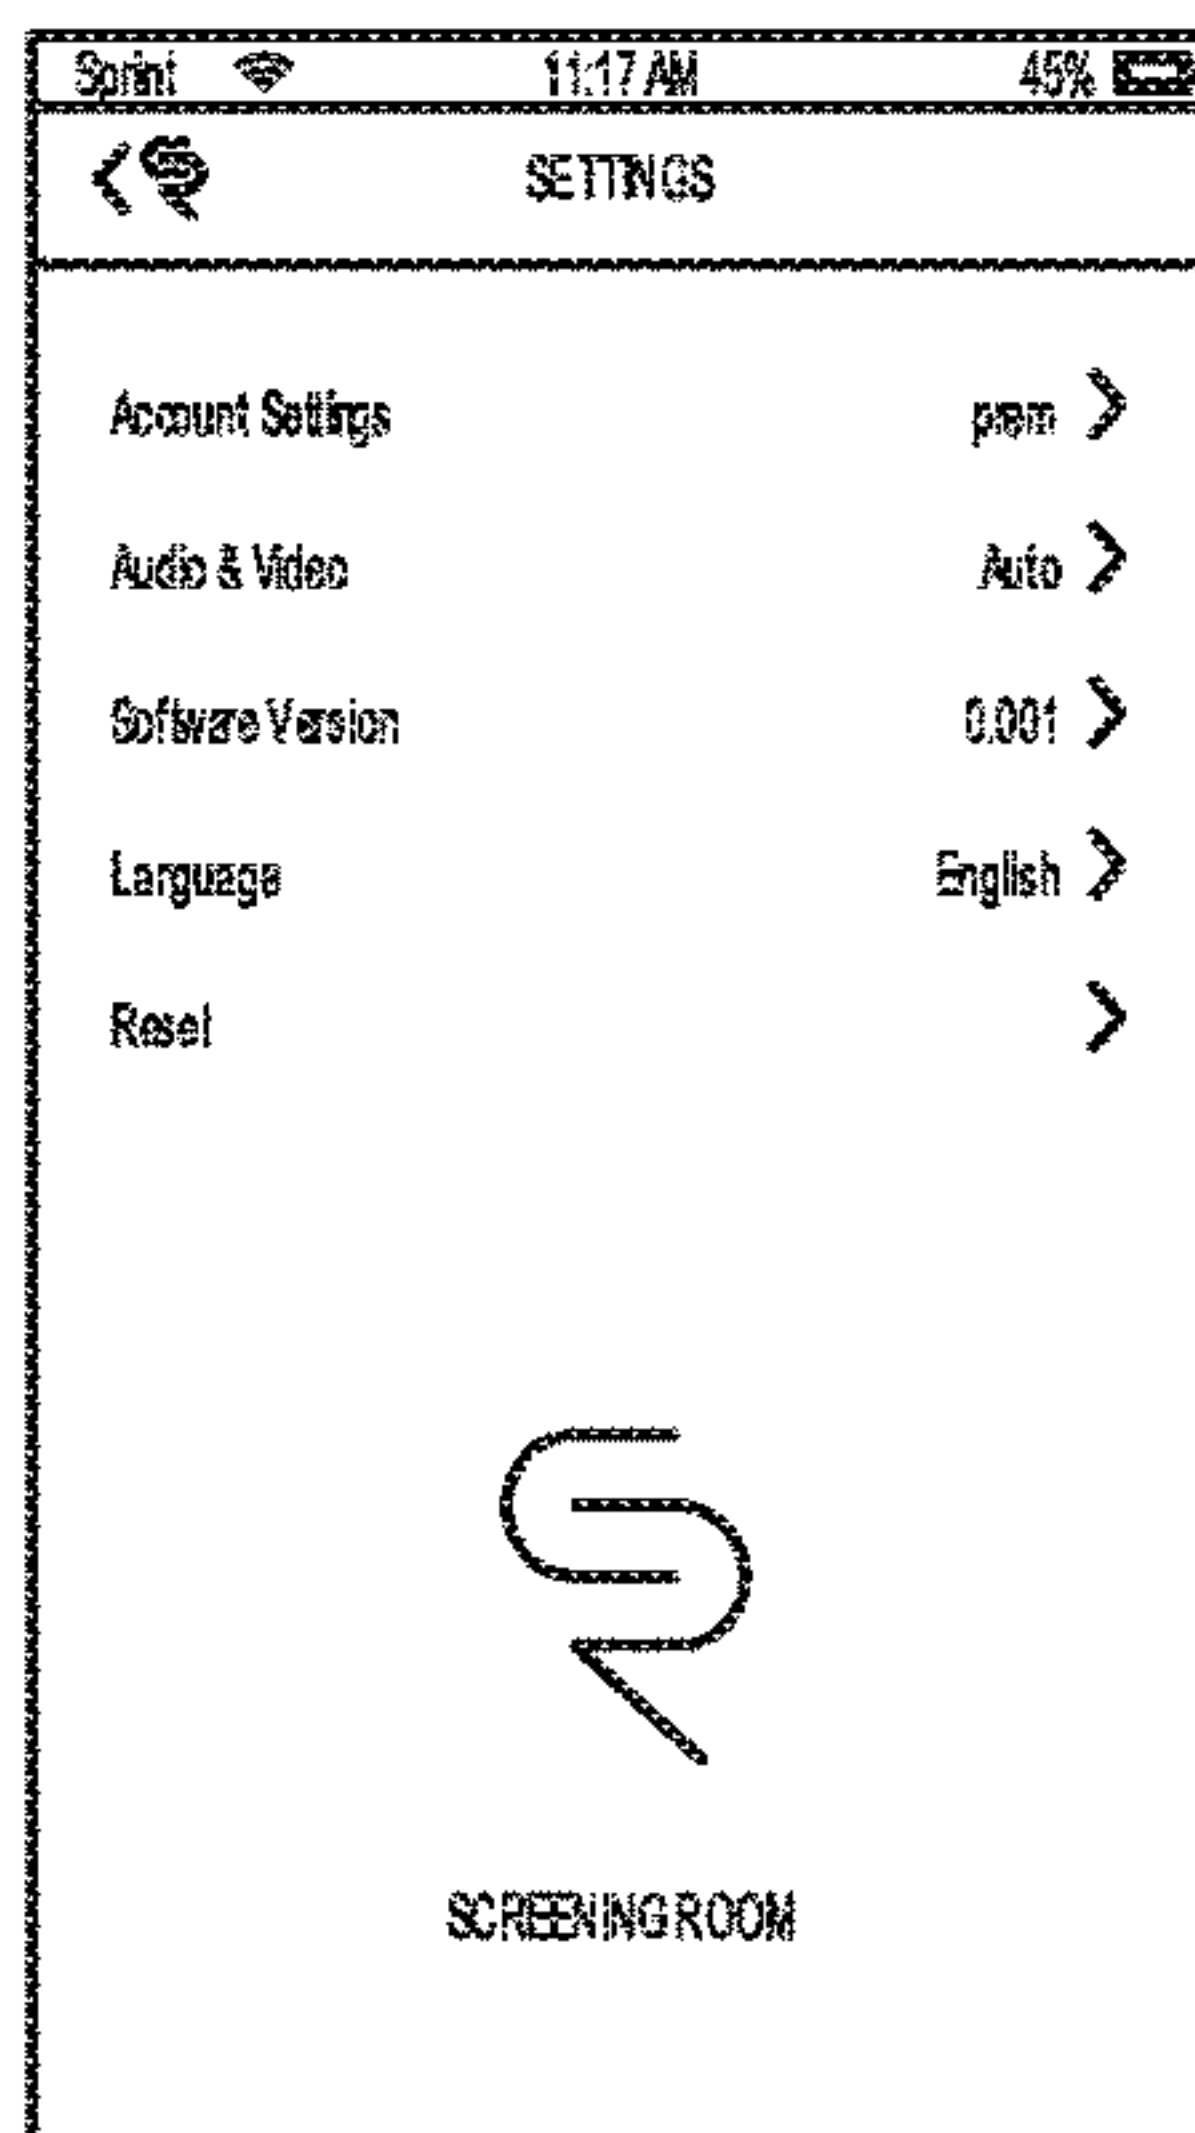 Sprint 11:17 AM 45%
SETTINGS
Account Settings prem
Audio & Video Auto
Software Version 0.001
Language English
Reset
SCREENING ROOM